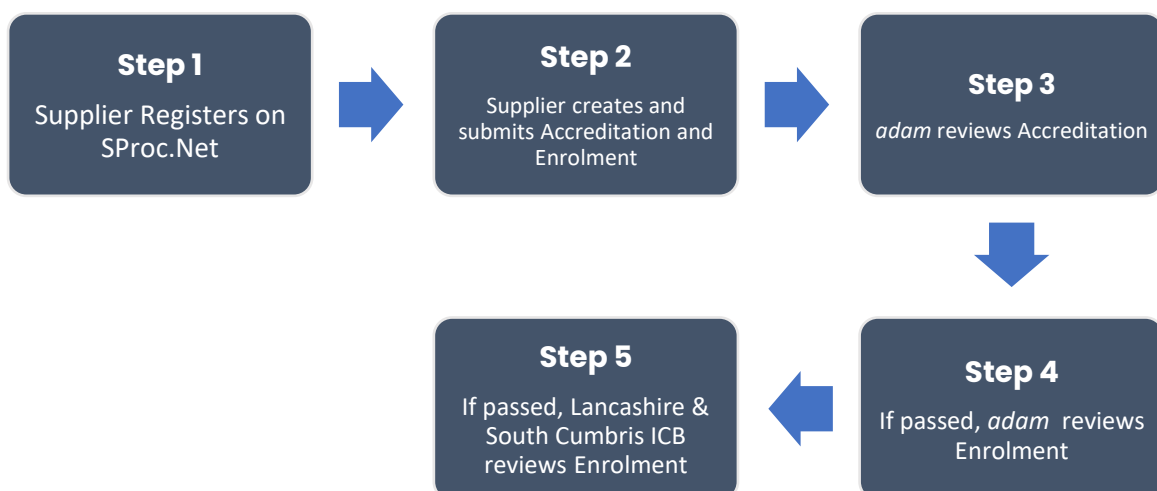 Step 1
Supplier Registers on
SProc.Net
Step 2
Supplier creates and
submits Accreditation and
Enrolment
Step 3
adam reviews Accreditation
Step 4
If passed, adam reviews
Enrolment
Step 5
If passed, Lancashire &
South Cumbris ICB
reviews Enrolment